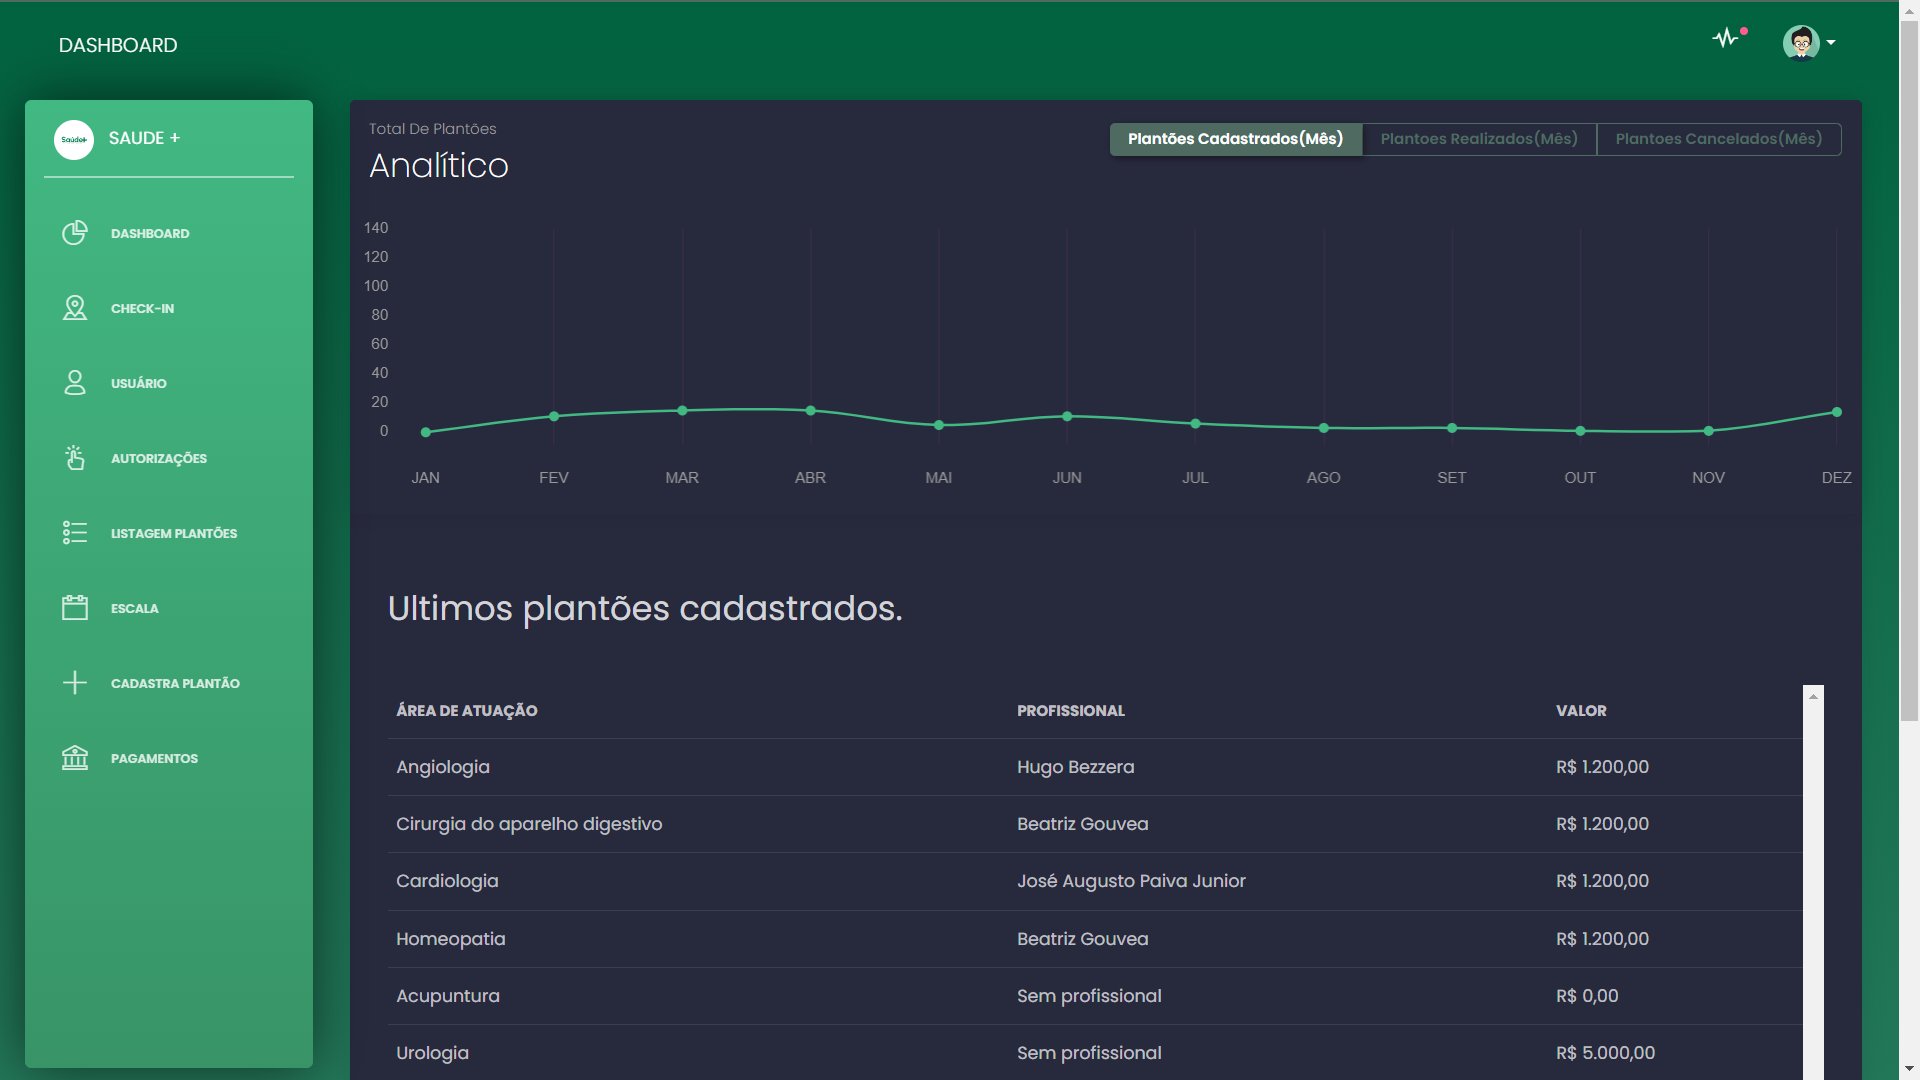 DASHBOARD
Saúde+
SAUDE +
DASHBOARD
CHECK-IN
USUÁRIO
AUTORIZAÇÕES
LISTAGEM PLANTÕES
ESCALA
CADASTRA PLANTÃO
PAGAMENTOS
Total De Plantões
Analítico
Plantões Cadastrados(Mês) Plantoes Realizados(Mês) Plantoes Cancelados(Mês)
140
120
100
80
60
40
20
0
JAN FEV MAR ABR MAI JUN JUL AGO SET OUT NOV DEZ
Ultimos plantões cadastrados.
ÁREA DE ATUAÇÃO PROFISSIONAL VALOR
Angiologia Hugo Bezzera R$ 1.200,00
Cirurgia do aparelho digestivo Beatriz Gouvea R$ 1.200,00
Cardiologia José Augusto Paiva Junior R$ 1.200,00
Homeopatia Beatriz Gouvea R$ 1.200,00
Acupuntura Sem profissional R$ 0,00
Urologia Sem profissional R$ 5.000,00